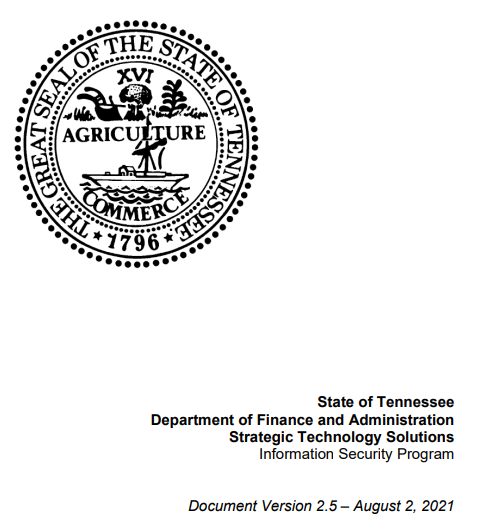 THE GREAT SEAL OF THE STATE OF TENNESSEE
XVI
AGRICULTURE
COMMERCE
★ 1796 ★
State of Tennessee
Department of Finance and Administration
Strategic Technology Solutions
Information Security Program
Document Version 2.5 – August 2, 2021